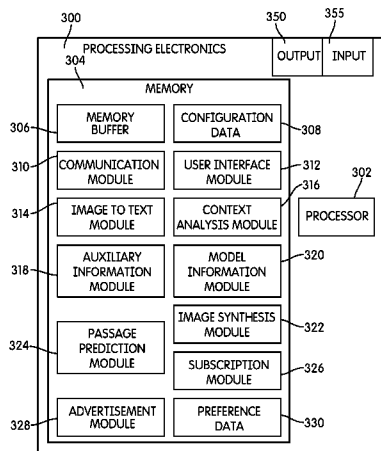 350
355
300
PROCESSING ELECTRONICS
OUTPUT
INPUT
304
MEMORY
306
MEMORY
BUFFER
CONFIGURATION
DATA
308
310
COMMUNICATION
MODULE
USER INTERFACE
MODULE
312
314
IMAGE TO TEXT
MODULE
CONTEXT
ANALYSIS MODULE
316
302
PROCESSOR
318
AUXILIARY
INFORMATION
MODULE
MODEL
INFORMATION
MODULE
320
IMAGE SYNTHESIS
MODULE
322
324
PASSAGE
PREDICTION
MODULE
SUBSCRIPTION
MODULE
326
328
ADVERTISEMENT
MODULE
PREFERENCE
DATA
330